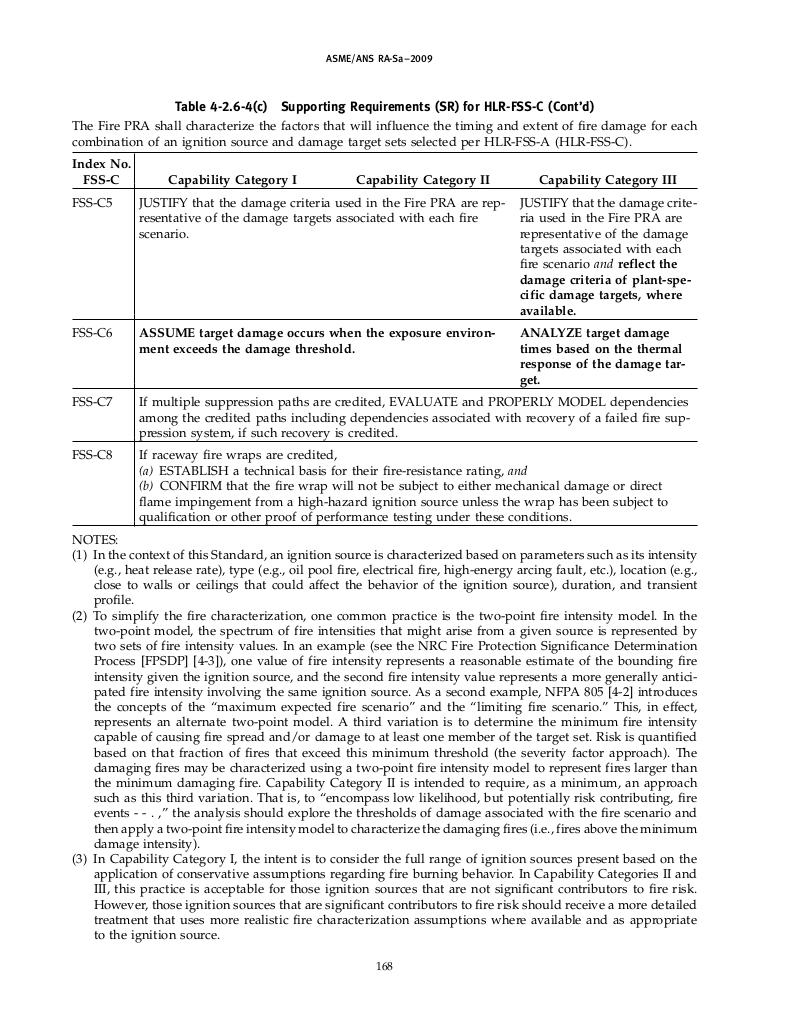 ASME/ANS RA-Sa–2009
Table 4-2.6-4(c) Supporting Requirements (SR) for HLR-FSS-C (Cont’d)
The Fire PRA shall characterize the factors that will influence the timing and extent of fire damage for each
combination of an ignition source and damage target sets selected per HLR-FSS-A (HLR-FSS-C).
Index No.
FSS-C Capability Category I Capability Category II Capability Category III
FSS-C5 JUSTIFY that the damage criteria used in the Fire PRA are rep-
resentative of the damage targets associated with each fire
scenario.
JUSTIFY that the damage crite-
ria used in the Fire PRA are
representative of the damage
targets associated with each
fire scenario and reflect the
damage criteria of plant-spe-
cific damage targets, where
available.
FSS-C6 ASSUME target damage occurs when the exposure environ-
ment exceeds the damage threshold.
ANALYZE target damage
times based on the thermal
response of the damage tar-
get.
FSS-C7 If multiple suppression paths are credited, EVALUATE and PROPERLY MODEL dependencies
among the credited paths including dependencies associated with recovery of a failed fire sup-
pression system, if such recovery is credited.
FSS-C8 If raceway fire wraps are credited,
(a) ESTABLISH a technical basis for their fire-resistance rating, and
(b) CONFIRM that the fire wrap will not be subject to either mechanical damage or direct
flame impingement from a high-hazard ignition source unless the wrap has been subject to
qualification or other proof of performance testing under these conditions.
NOTES:
(1) In the context of this Standard, an ignition source is characterized based on parameters such as its intensity
(e.g., heat release rate), type (e.g., oil pool fire, electrical fire, high-energy arcing fault, etc.), location (e.g.,
close to walls or ceilings that could affect the behavior of the ignition source), duration, and transient
profile.
(2) To simplify the fire characterization, one common practice is the two-point fire intensity model. In the
two-point model, the spectrum of fire intensities that might arise from a given source is represented by
two sets of fire intensity values. In an example (see the NRC Fire Protection Significance Determination
Process [FPSDP] [4-3]), one value of fire intensity represents a reasonable estimate of the bounding fire
intensity given the ignition source, and the second fire intensity value represents a more generally antici-
pated fire intensity involving the same ignition source. As a second example, NFPA 805 [4-2] introduces
the concepts of the “maximum expected fire scenario” and the “limiting fire scenario.” This, in effect,
represents an alternate two-point model. A third variation is to determine the minimum fire intensity
capable of causing fire spread and/or damage to at least one member of the target set. Risk is quantified
based on that fraction of fires that exceed this minimum threshold (the severity factor approach). The
damaging fires may be characterized using a two-point fire intensity model to represent fires larger than
the minimum damaging fire. Capability Category II is intended to require, as a minimum, an approach
such as this third variation. That is, to “encompass low likelihood, but potentially risk contributing, fire
events - - . ,” the analysis should explore the thresholds of damage associated with the fire scenario and
then apply a two-point fire intensity model to characterize the damaging fires (i.e., fires above the minimum
damage intensity).
(3) In Capability Category I, the intent is to consider the full range of ignition sources present based on the
application of conservative assumptions regarding fire burning behavior. In Capability Categories II and
III, this practice is acceptable for those ignition sources that are not significant contributors to fire risk.
However, those ignition sources that are significant contributors to fire risk should receive a more detailed
treatment that uses more realistic fire characterization assumptions where available and as appropriate
to the ignition source.
168